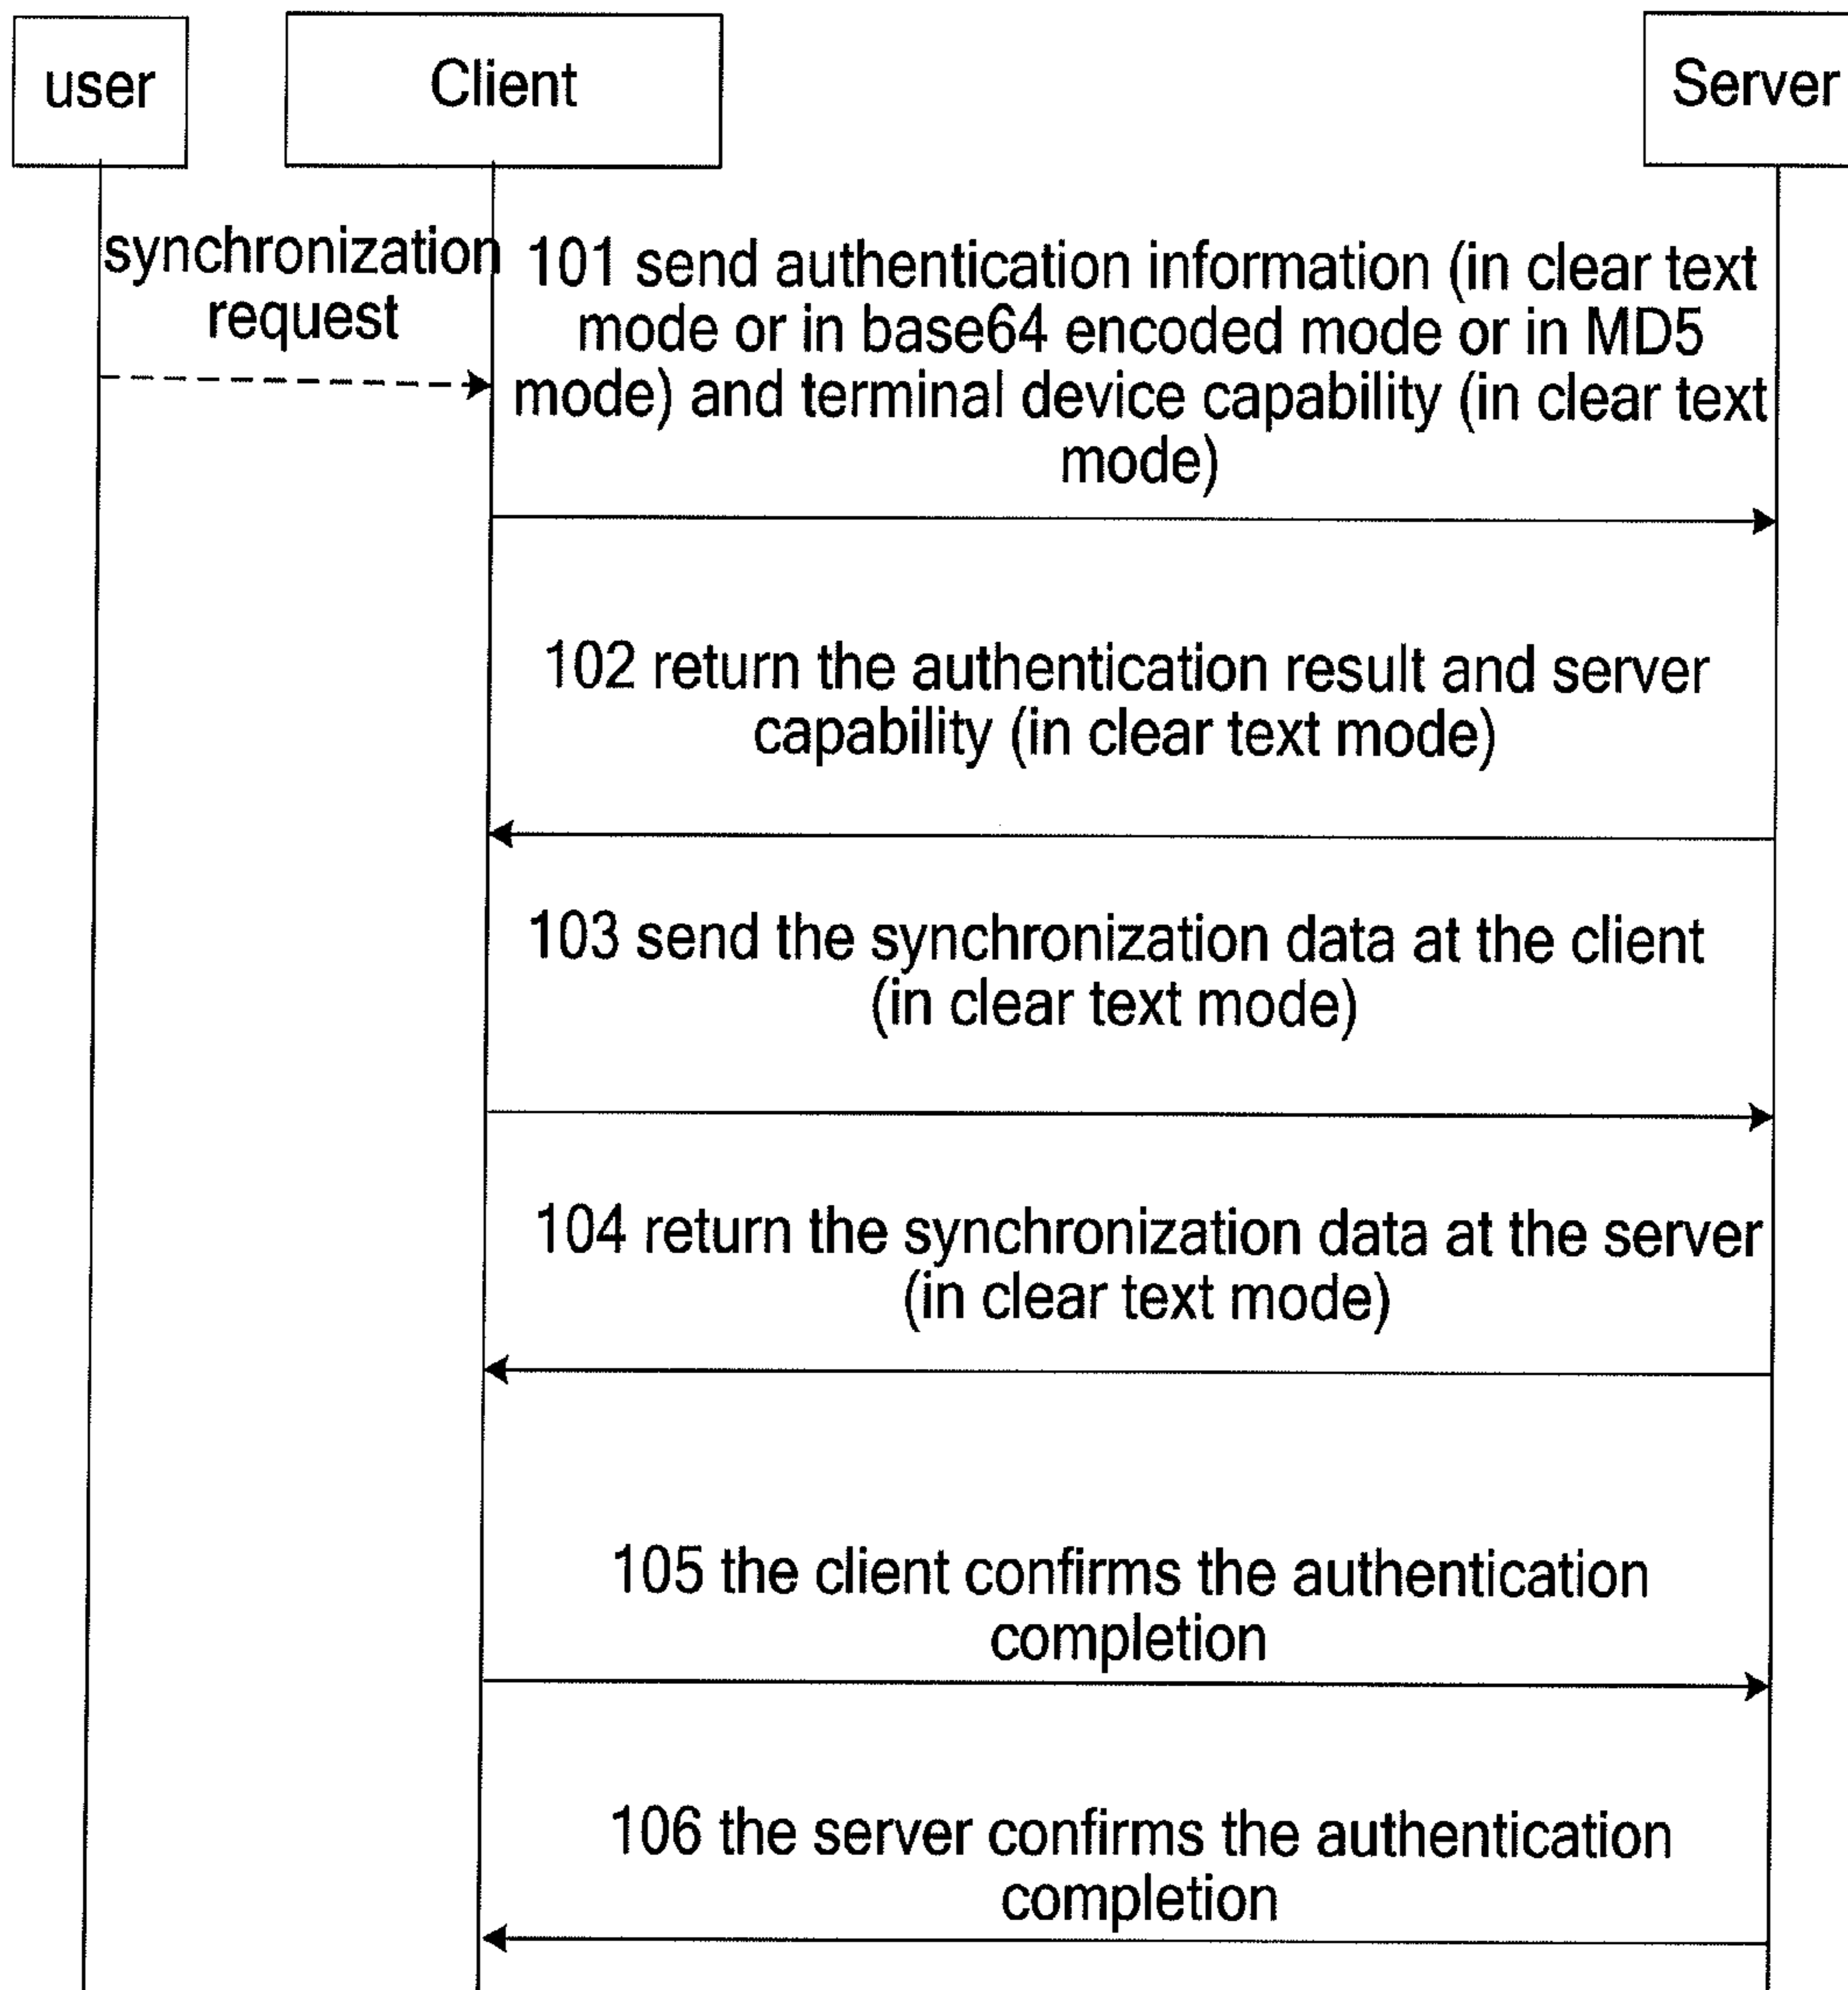 user
Client
Server
synchronization
request
101 send authentication information (in clear text
mode or in base64 encoded mode or in MD5
mode) and terminal device capability (in clear text
mode)
102 return the authentication result and server
capability (in clear text mode)
103 send the synchronization data at the client
(in clear text mode)
104 return the synchronization data at the server
(in clear text mode)
105 the client confirms the authentication
completion
106 the server confirms the authentication
completion